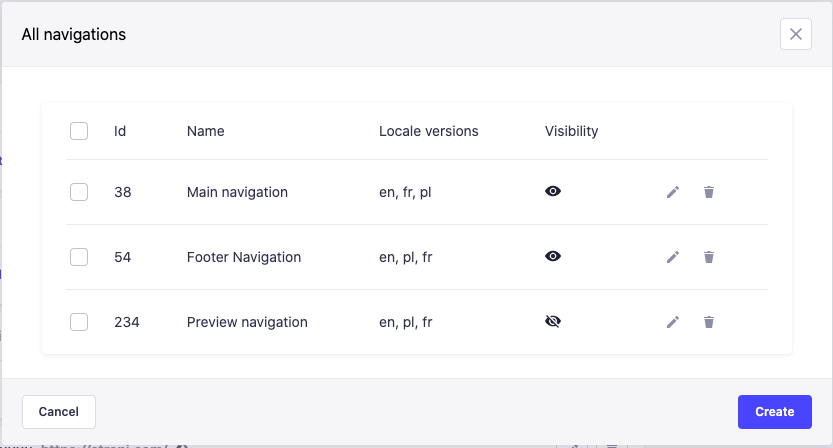 All navigations
Id Name Locale versions Visibility
38 Main navigation en, fr, pl
54 Footer Navigation en, pl, fr
234 Preview navigation en, pl, fr
Cancel Create